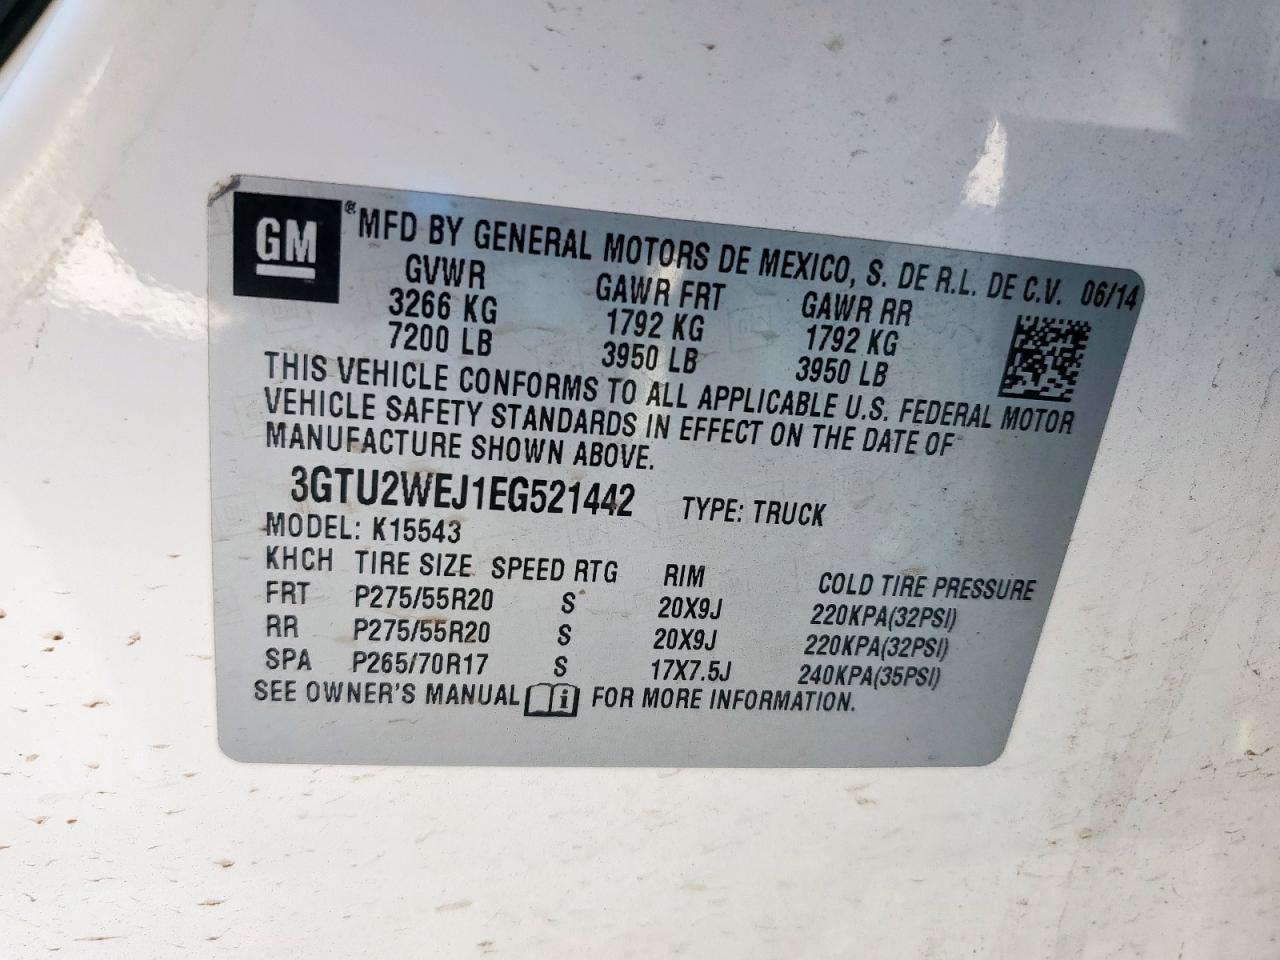 GM ® MFD BY GENERAL MOTORS DE MEXICO, S. DE R.L. DE C.V. 06/14
GVWR GAWR FRT GAWR RR
3266 KG 1792 KG 1792 KG
7200 LB 3950 LB 3950 LB
THIS VEHICLE CONFORMS TO ALL APPLICABLE U.S. FEDERAL MOTOR
VEHICLE SAFETY STANDARDS IN EFFECT ON THE DATE OF
MANUFACTURE SHOWN ABOVE.
3GTU2WEJ1EG521442 TYPE: TRUCK
MODEL: K15543
KHCH TIRE SIZE SPEED RTG RIM COLD TIRE PRESSURE
FRT P275/55R20 S 20X9J 220KPA(32PSI)
RR P275/55R20 S 20X9J 220KPA(32PSI)
SPA P265/70R17 S 17X7.5J 240KPA(35PSI)
SEE OWNER'S MANUAL i FOR MORE INFORMATION.